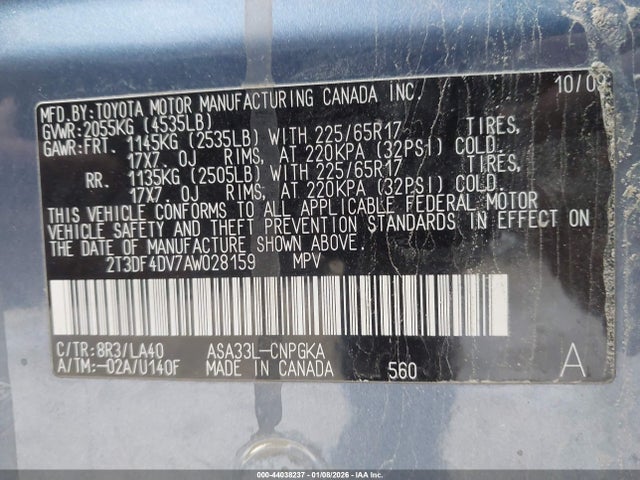 MFD.BY:TOYOTA MOTOR MANUFACTURING CANADA INC. 10/09
GVWR:2055KG (4535LB)
GAWR:FRT. 1145KG (2535LB) WITH 225/65R17 TIRES,
17X7.0J RIMS, AT 220KPA (32PSI) COLD.
RR. 1135KG (2505LB) WITH 225/65R17 TIRES,
17X7.0J RIMS, AT 220KPA (32PSI) COLD.
THIS VEHICLE CONFORMS TO ALL APPLICABLE FEDERAL MOTOR
VEHICLE SAFETY AND THEFT PREVENTION STANDARDS IN EFFECT ON
THE DATE OF MANUFACTURE SHOWN ABOVE.
2T3DF4DV7AW028159 MPV
C/TR:8R3/LA40 ASA33L-CNPGKA
A/TM:-02A/U140F MADE IN CANADA 560 A
000-44038237 - 01/08/2026 - IAA Inc.